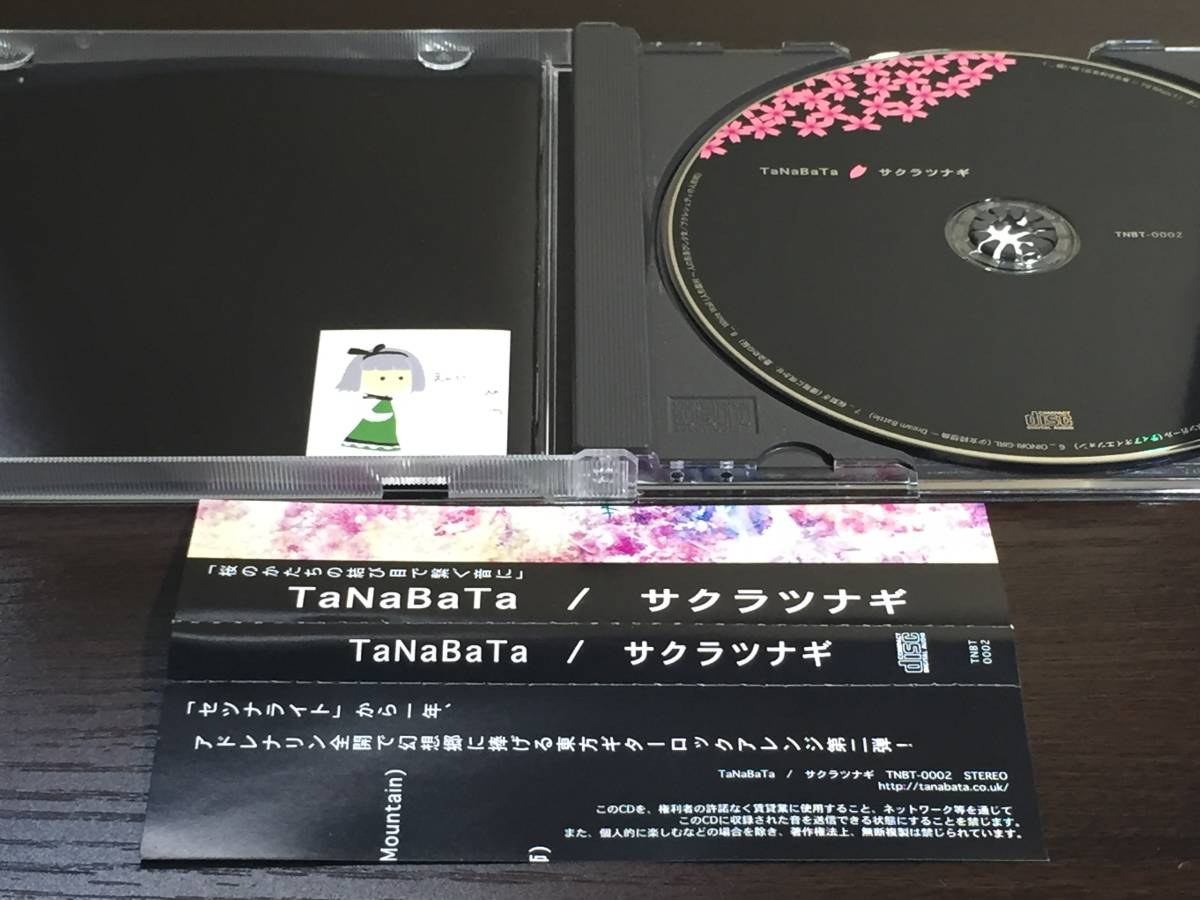 TaNaBaTa サクラツナギ
TNBT-0002
COMPACT
disc
DIGITAL AUDIO
「桜のかたちの結び目で繋ぐ音に」
TaNaBaTa / サクラツナギ
TaNaBaTa / サクラツナギ
COMPACT
disc
DIGITAL AUDIO
TNBT
0002
「セツナライト」から一年、
アドレナリン全開で幻想郷に捧げる東方ギターロックアレンジ第二弾！
Mountain)
TaNaBaTa / サクラツナギ TNBT-0002 STEREO
http://tanabata.co.uk/
このCDを、権利者の許諾なく賃貸業に使用すること、ネットワーク等を通じて
このCDに収録された音を送信できる状態にすることを禁じます。
また、個人的に楽しむなどの場合を除き、著作権法上、無断複製は禁じられています。